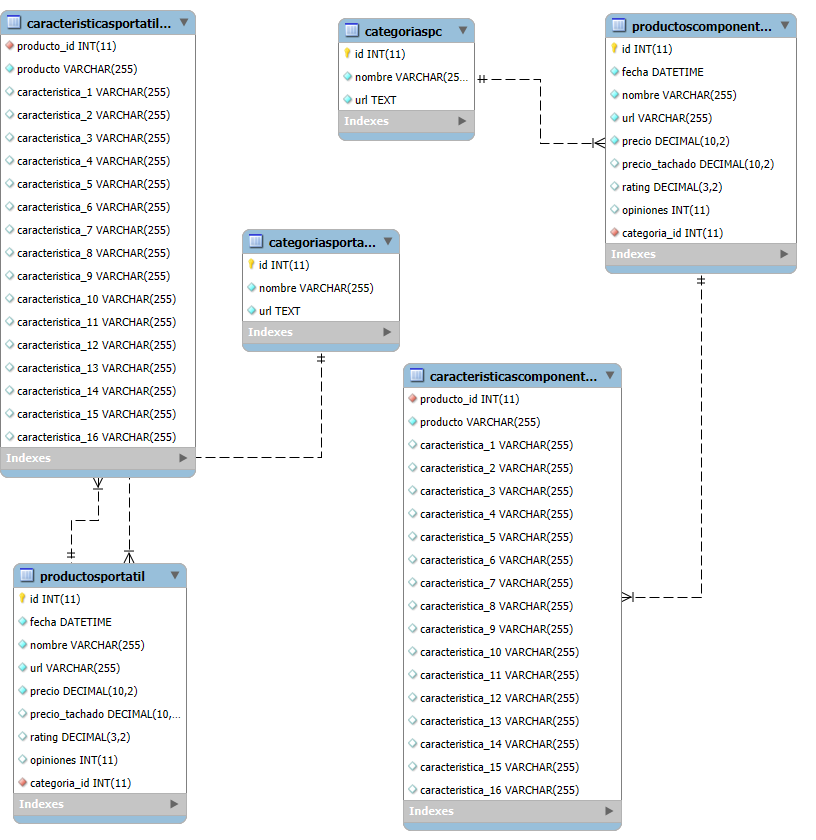 caracteristicasportatil...
producto_id INT(11)
producto VARCHAR(255)
caracteristica_1 VARCHAR(255)
caracteristica_2 VARCHAR(255)
caracteristica_3 VARCHAR(255)
caracteristica_4 VARCHAR(255)
caracteristica_5 VARCHAR(255)
caracteristica_6 VARCHAR(255)
caracteristica_7 VARCHAR(255)
caracteristica_8 VARCHAR(255)
caracteristica_9 VARCHAR(255)
caracteristica_10 VARCHAR(255)
caracteristica_11 VARCHAR(255)
caracteristica_12 VARCHAR(255)
caracteristica_13 VARCHAR(255)
caracteristica_14 VARCHAR(255)
caracteristica_15 VARCHAR(255)
caracteristica_16 VARCHAR(255)
Indexes
categoriaspc
id INT(11)
nombre VARCHAR(25...
url TEXT
Indexes
productoscomponent...
id INT(11)
fecha DATETIME
nombre VARCHAR(255)
url VARCHAR(255)
precio DECIMAL(10,2)
precio_tachado DECIMAL(10,2)
rating DECIMAL(3,2)
opiniones INT(11)
categoria_id INT(11)
Indexes
categoriasporta...
id INT(11)
nombre VARCHAR(255)
url TEXT
Indexes
caracteristicascomponent...
producto_id INT(11)
producto VARCHAR(255)
caracteristica_1 VARCHAR(255)
caracteristica_2 VARCHAR(255)
caracteristica_3 VARCHAR(255)
caracteristica_4 VARCHAR(255)
caracteristica_5 VARCHAR(255)
caracteristica_6 VARCHAR(255)
caracteristica_7 VARCHAR(255)
caracteristica_8 VARCHAR(255)
caracteristica_9 VARCHAR(255)
caracteristica_10 VARCHAR(255)
caracteristica_11 VARCHAR(255)
caracteristica_12 VARCHAR(255)
caracteristica_13 VARCHAR(255)
caracteristica_14 VARCHAR(255)
caracteristica_15 VARCHAR(255)
caracteristica_16 VARCHAR(255)
Indexes
productosportatil
id INT(11)
fecha DATETIME
nombre VARCHAR(255)
url VARCHAR(255)
precio DECIMAL(10,2)
precio_tachado DECIMAL(10,...
rating DECIMAL(3,2)
opiniones INT(11)
categoria_id INT(11)
Indexes